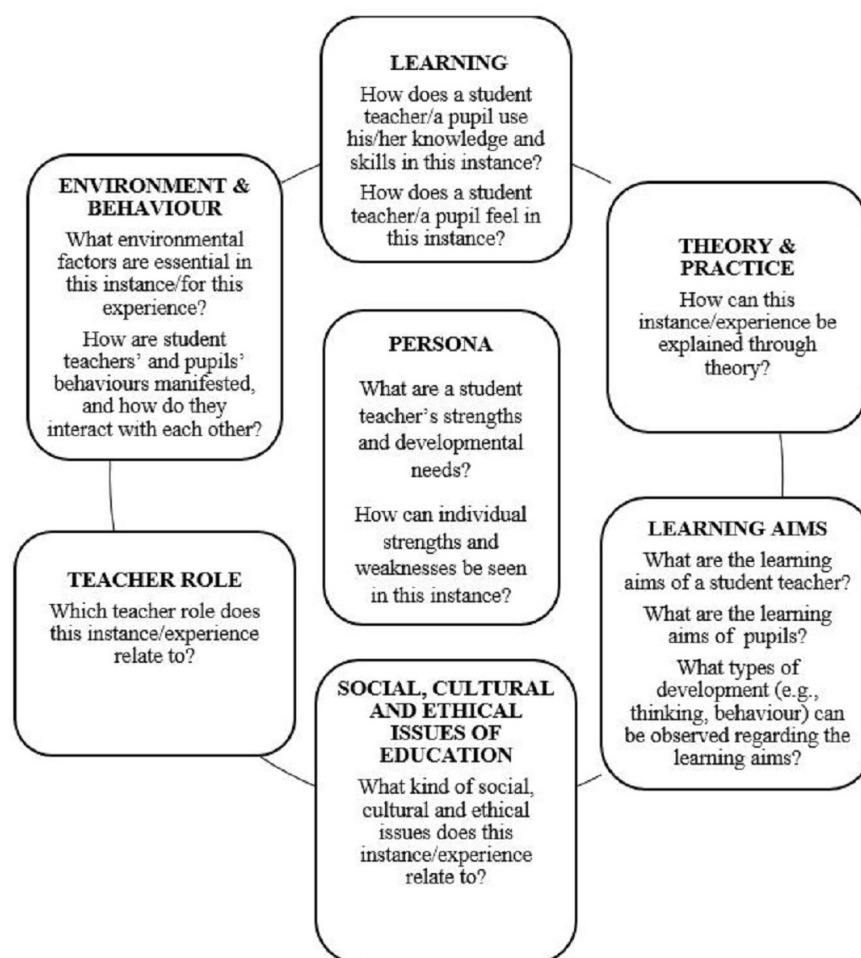 LEARNING
How does a student
teacher/a pupil use
his/her knowledge and
skills in this instance?
How does a student
teacher/a pupil feel in
this instance?
ENVIRONMENT &
BEHAVIOUR
What environmental
factors are essential in
this instance/for this
experience?
How are student
teachers’ and pupils’
behaviours manifested,
and how do they
interact with each other?
THEORY &
PRACTICE
How can this
instance/experience be
explained through
theory?
PERSONA
What are a student
teacher’s strengths
and developmental
needs?
How can individual
strengths and
weaknesses be seen
in this instance?
TEACHER ROLE
Which teacher role does
this instance/experience
relate to?
LEARNING AIMS
What are the learning
aims of a student teacher?
What are the learning
aims of pupils?
What types of
development (e.g.,
thinking, behaviour) can
be observed regarding the
learning aims?
SOCIAL, CULTURAL
AND ETHICAL
ISSUES OF
EDUCATION
What kind of social,
cultural and ethical
issues does this
instance/experience
relate to?